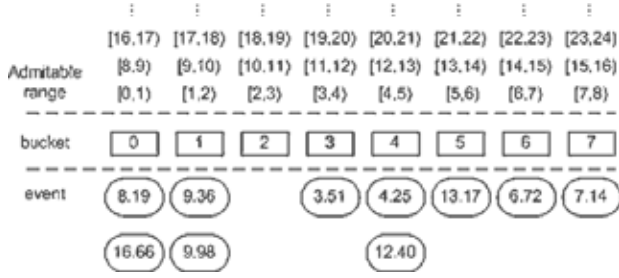 ⋮ ⋮ ⋮ ⋮ ⋮ ⋮ ⋮ ⋮
[16,17) [17,18) [18,19) [19,20) [20,21) [21,22) [22,23) [23,24)
Admitable range [8,9) [9,10) [10,11) [11,12) [12,13) [13,14) [14,15) [15,16)
[0,1) [1,2) [2,3) [3,4) [4,5) [5,6) [6,7) [7,8)
bucket 0 1 2 3 4 5 6 7
event 8.19 9.36 3.51 4.25 13.17 6.72 7.14
16.66 9.98 12.40